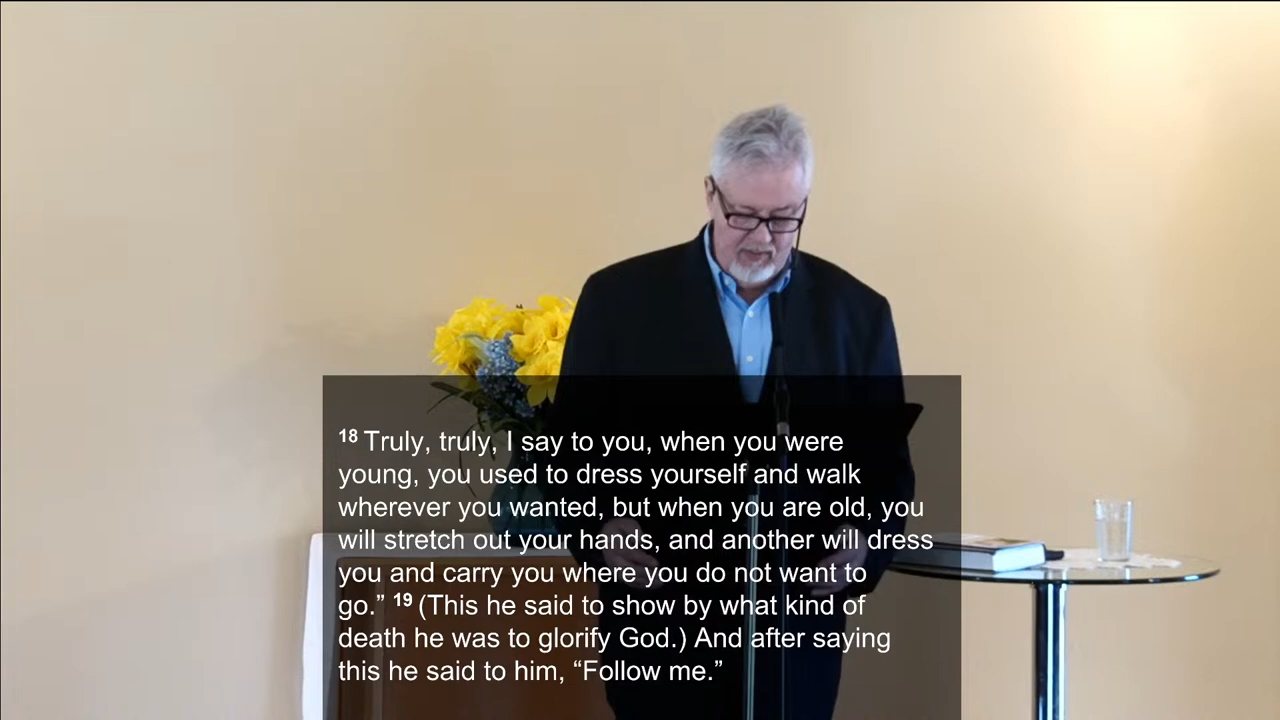 18 Truly, truly, I say to you, when you were
young, you used to dress yourself and walk
wherever you wanted, but when you are old, you
will stretch out your hands, and another will dress
you and carry you where you do not want to
go.” 19 (This he said to show by what kind of
death he was to glorify God.) And after saying
this he said to him, “Follow me.”